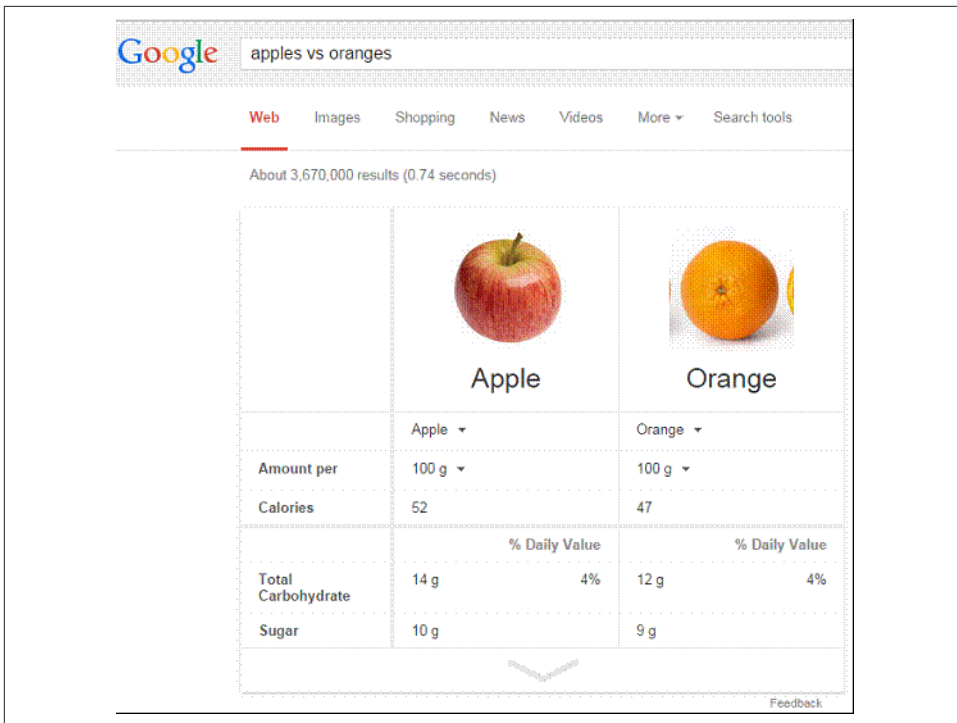 Google apples vs oranges
Web Images Shopping News Videos More Search tools
About 3,670,000 results (0.74 seconds)
Apple Orange
Apple Orange
Amount per 100 g 100 g
Calories 52 47
% Daily Value % Daily Value
Total Carbohydrate 14 g 4% 12 g 4%
Sugar 10 g 9 g
Feedback